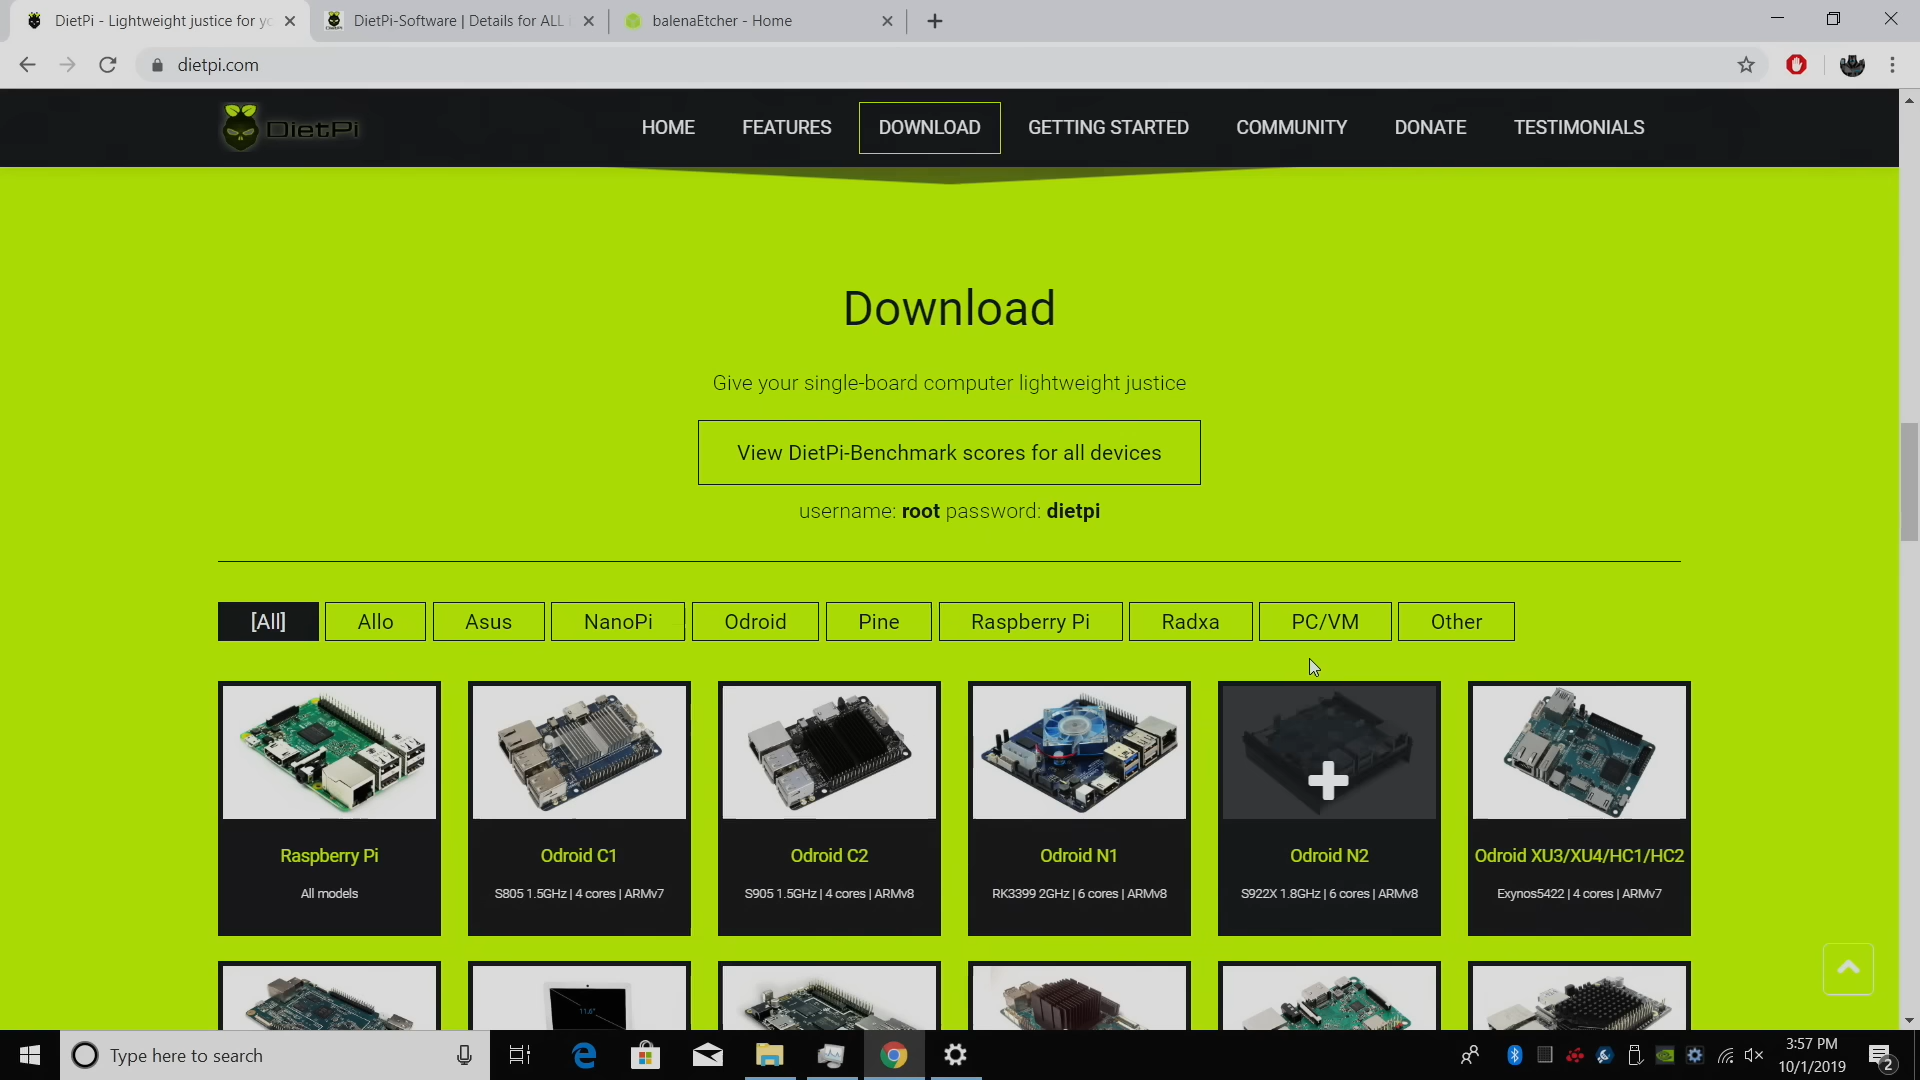 DietPi - Lightweight justice for yo
DietPi-Software | Details for ALL
balenaEtcher - Home
dietpi.com
DietPi
HOME
FEATURES
DOWNLOAD
GETTING STARTED
COMMUNITY
DONATE
TESTIMONIALS
Download
Give your single-board computer lightweight justice
View DietPi-Benchmark scores for all devices
username: root password: dietpi
[All]
Allo
Asus
NanoPi
Odroid
Pine
Raspberry Pi
Radxa
PC/VM
Other
Raspberry Pi
All models
Odroid C1
S805 1.5GHz | 4 cores | ARMv7
Odroid C2
S905 1.5GHz | 4 cores | ARMv8
Odroid N1
RK3399 2GHz | 6 cores | ARMv8
Odroid N2
S922X 1.8GHz | 6 cores | ARMv8
Odroid XU3/XU4/HC1/HC2
Exynos5422 | 4 cores | ARMv7
11.6"
Type here to search
3:57 PM
10/1/2019
2